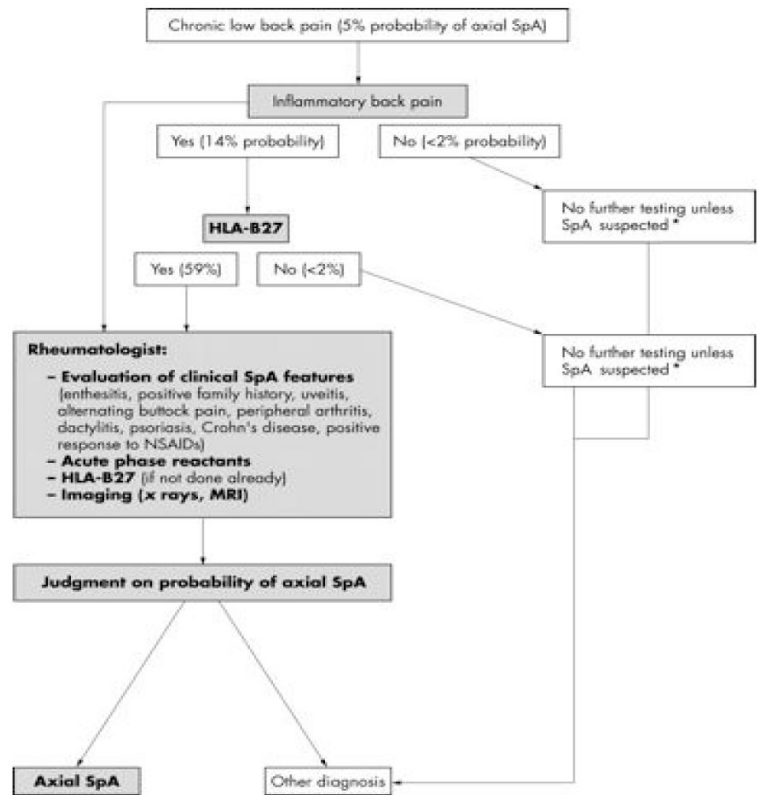 Chronic low back pain (5% probability of axial SpA)
Inflammatory back pain
Yes (14% probability)
No (<2% probability)
No further testing unless
SpA suspected*
HLA-B27
Yes (59%)
No (<2%)
No further testing unless
SpA suspected*
Rheumatologist:
– Evaluation of clinical SpA features
(enthesitis, positive family history, uveitis,
alternating buttock pain, peripheral arthritis,
dactylitis, psoriasis, Crohn's disease, positive
response to NSAIDs)
– Acute phase reactants
– HLA-B27 (if not done already)
– Imaging (x rays, MRI)
Judgment on probability of axial SpA
Axial SpA
Other diagnosis